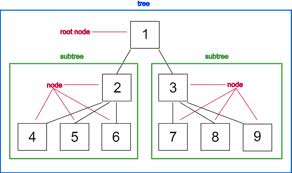 tree
root node 1
subtree subtree
node 2 3 node
4 5 6 7 8 9